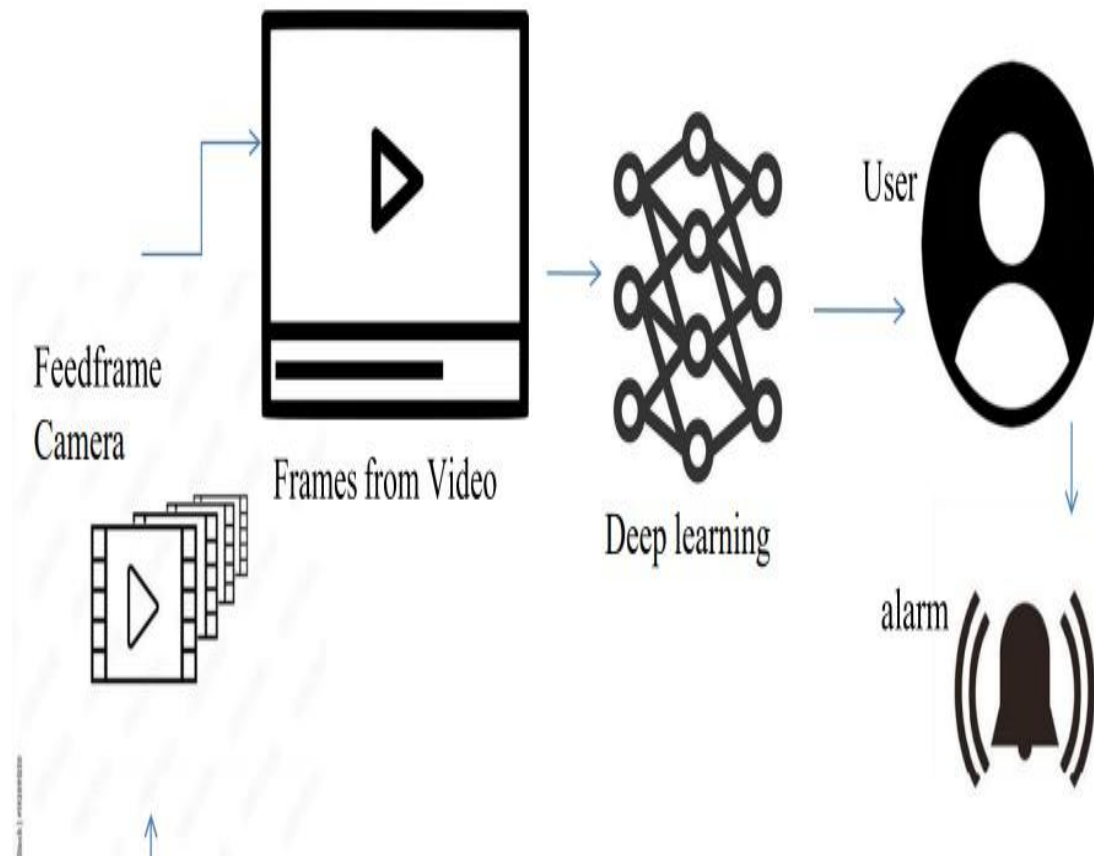 Feedframe
Camera
Frames from Video
Deep learning
User
alarm